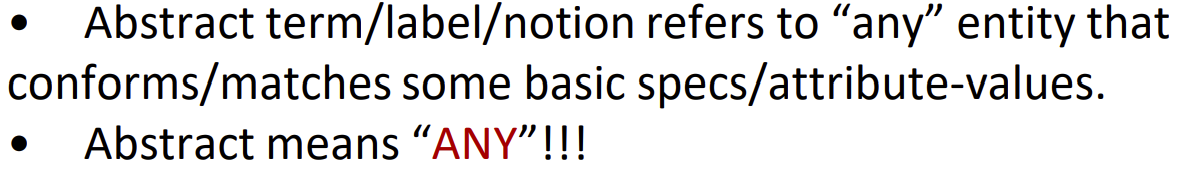 • Abstract term/label/notion refers to “any” entity that
conforms/matches some basic specs/attribute-values.
• Abstract means “ANY”!!!